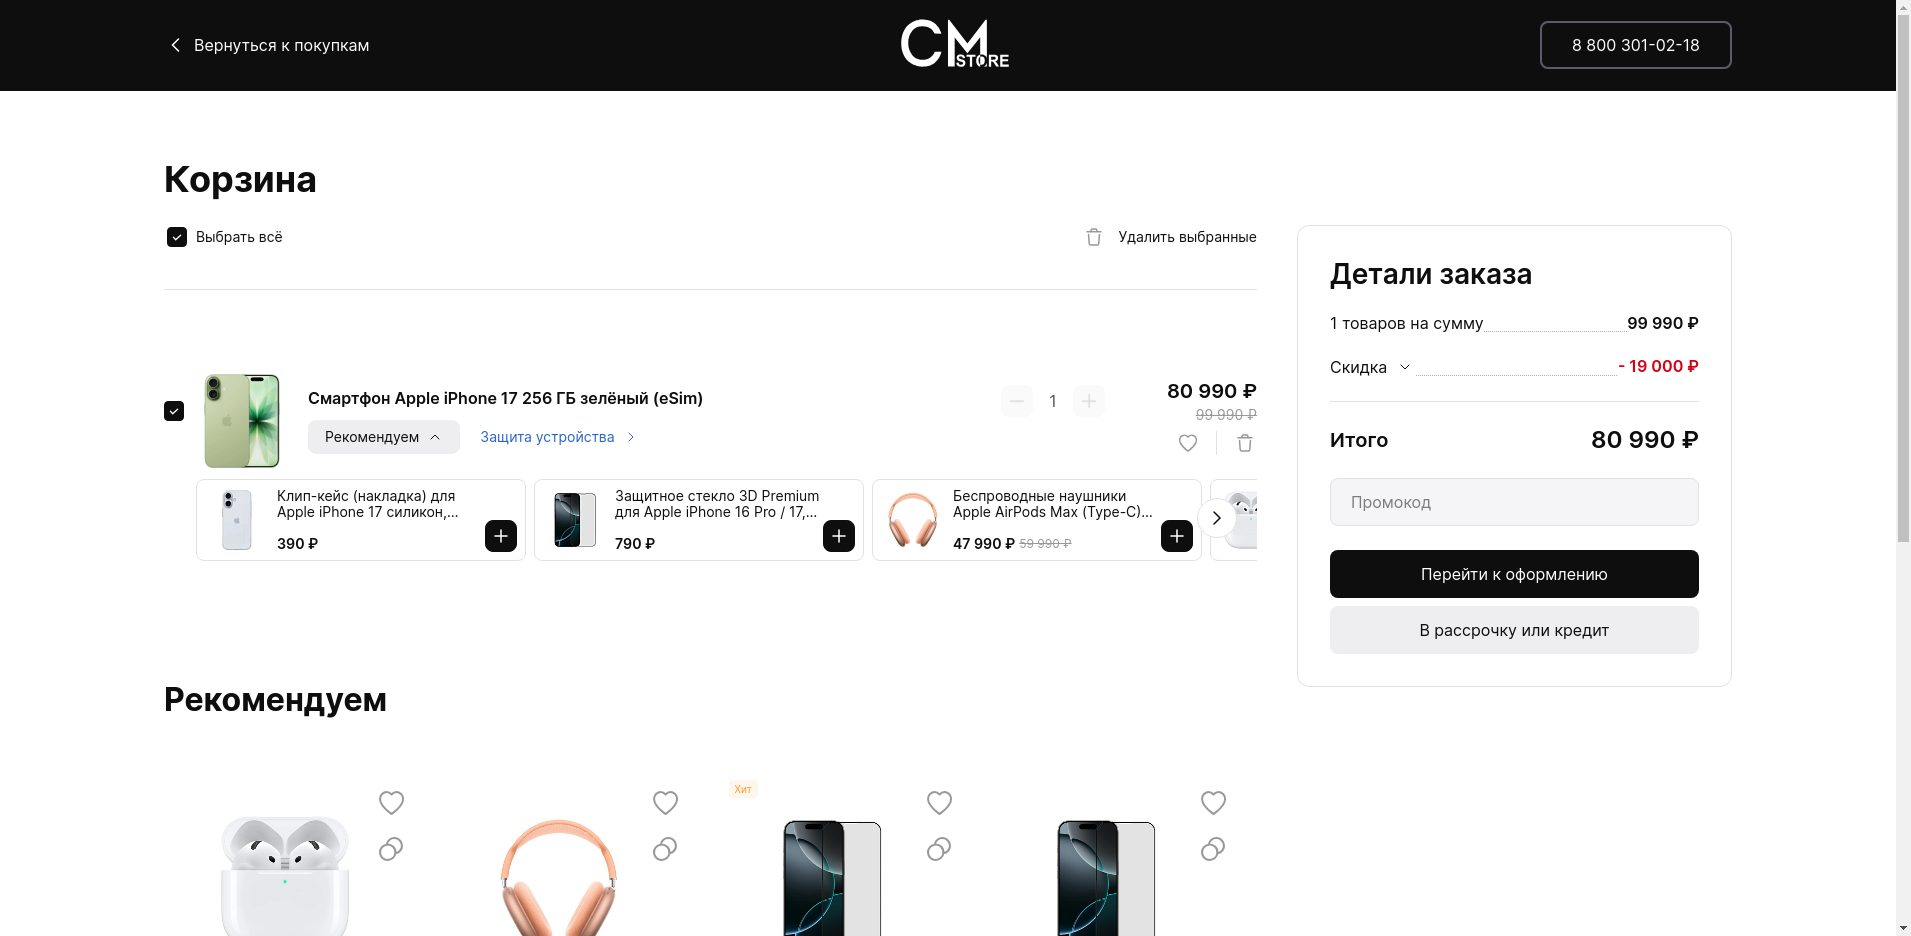 Вернуться к покупкам
CM STORE
8 800 301-02-18
Корзина
Выбрать всё
Удалить выбранные
Смартфон Apple iPhone 17 256 ГБ зелёный (eSim)
1
80 990 ₽
99 990 ₽
Рекомендуем
Защита устройства
Клип-кейс (накладка) для
Apple iPhone 17 силикон,...
390 ₽
Защитное стекло 3D Premium
для Apple iPhone 16 Pro / 17,...
790 ₽
Беспроводные наушники
Apple AirPods Max (Type-C)...
47 990 ₽ 59 990 ₽
Детали заказа
1 товаров на сумму 99 990 ₽
Скидка - 19 000 ₽
Итого 80 990 ₽
Промокод
Перейти к оформлению
В рассрочку или кредит
Рекомендуем
Хит